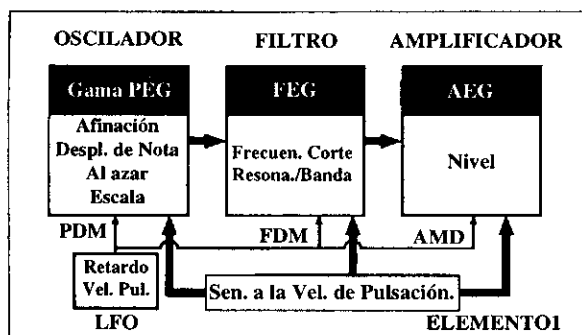 OSCILADOR FILTRO AMPLIFICADOR
Gama PEG
Afinación
Despl. de Nota
Al azar
Escala
FEG
Frecuen. Corte
Resona./Banda
AEG
Nivel
PDM FDM AMD
Retardo
Vel. Pul.
LFO
Sen. a la Vel. de Pulsación.
ELEMENTO1